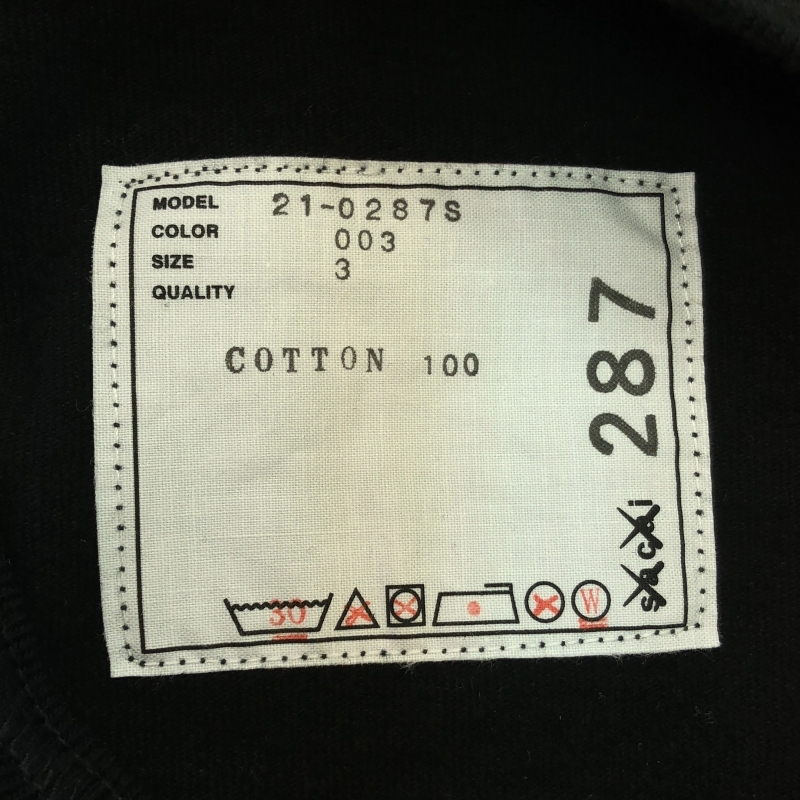 MODEL 21-0287S
COLOR 003
SIZE 3
QUALITY
COTTON 100
287
sacai
30
W